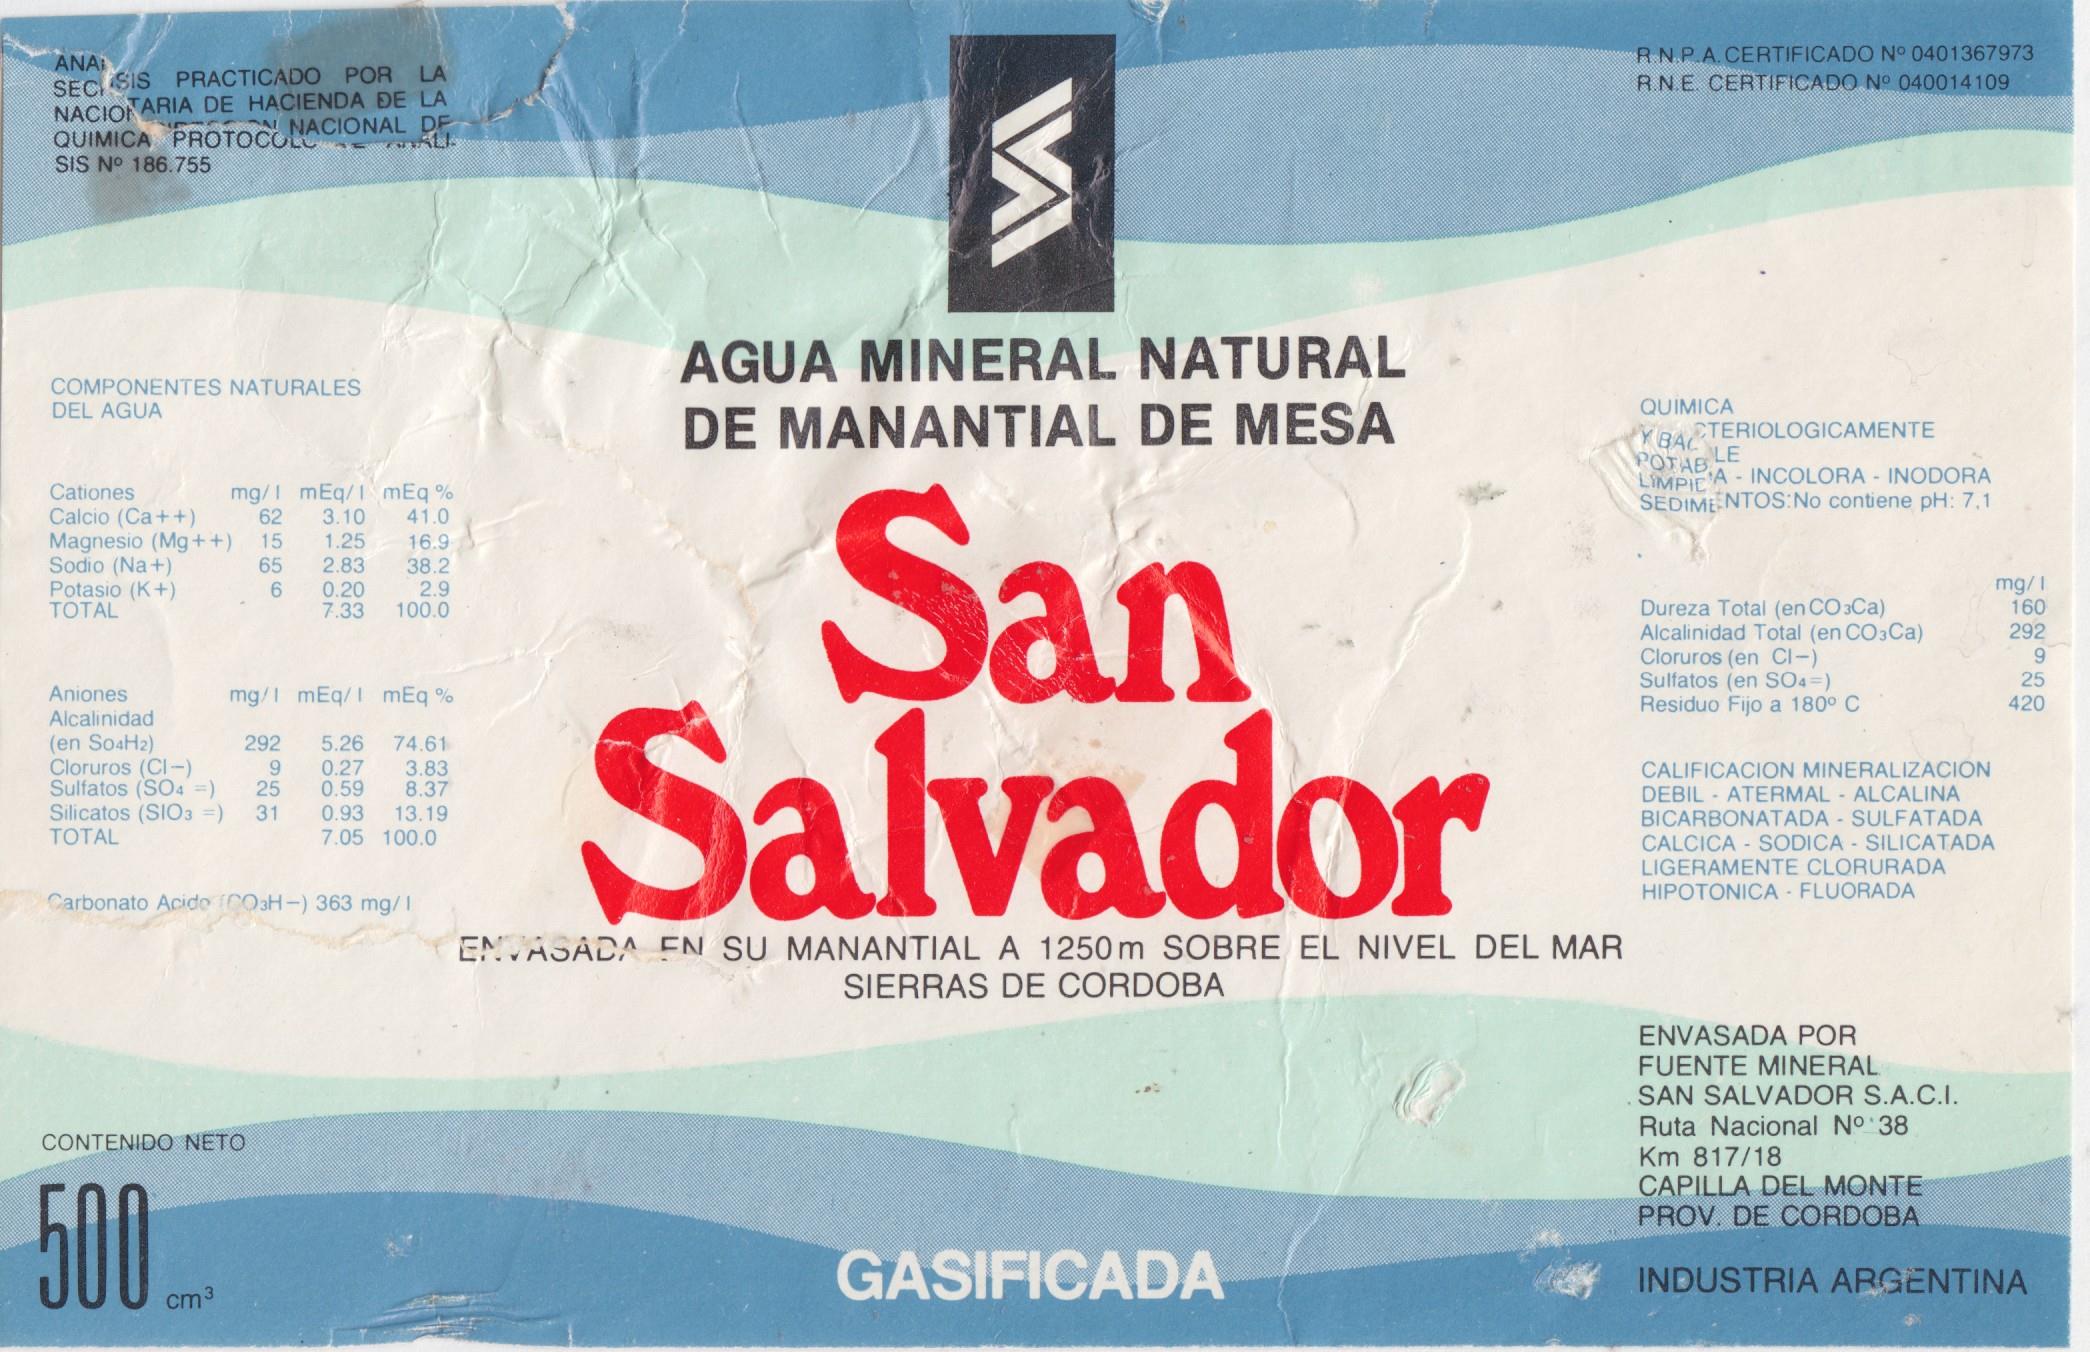 ANALISIS PRACTICADO POR LA
SECRETARIA DE HACIENDA DE LA
NACION NACIONAL DE
QUIMICA PROTOCOLO DE ANALI-
SIS Nº 186.755
R.N.P.A. CERTIFICADO Nº 0401367973
R.N.E. CERTIFICADO Nº 040014109
AGUA MINERAL NATURAL
DE MANANTIAL DE MESA
San
Salvador
ENVASADA EN SU MANANTIAL A 1250 m SOBRE EL NIVEL DEL MAR
SIERRAS DE CORDOBA
GASIFICADA
COMPONENTES NATURALES
DEL AGUA
Cationes mg/l mEq/l mEq %
Calcio (Ca++) 62 3.10 41.0
Magnesio (Mg++) 15 1.25 16.9
Sodio (Na+) 65 2.83 38.2
Potasio (K+) 6 0.20 2.9
TOTAL 7.33 100.0
Aniones mg/l mEq/l mEq %
Alcalinidad
(en So4H2) 292 5.26 74.61
Cloruros (Cl−) 9 0.27 3.83
Sulfatos (SO4 =) 25 0.59 8.37
Silicatos (SIO3 =) 31 0.93 13.19
TOTAL 7.05 100.0
Carbonato Acido (CO3H−) 363 mg/l
CONTENIDO NETO
500 cm³
QUIMICA
Y BACTERIOLOGICAMENTE
POTABLE
LIMPIDA - INCOLORA - INODORA
SEDIMENTOS: No contiene pH: 7,1
mg/l
Dureza Total (en CO3Ca) 160
Alcalinidad Total (en CO3Ca) 292
Cloruros (en Cl−) 9
Sulfatos (en SO4=) 25
Residuo Fijo a 180º C 420
CALIFICACION MINERALIZACION
DEBIL - ATERMAL - ALCALINA
BICARBONATADA - SULFATADA
CALCICA - SODICA - SILICATADA
LIGERAMENTE CLORURADA
HIPOTONICA - FLUORADA
ENVASADA POR
FUENTE MINERAL
SAN SALVADOR S.A.C.I.
Ruta Nacional Nº 38
Km 817/18
CAPILLA DEL MONTE
PROV. DE CORDOBA
INDUSTRIA ARGENTINA